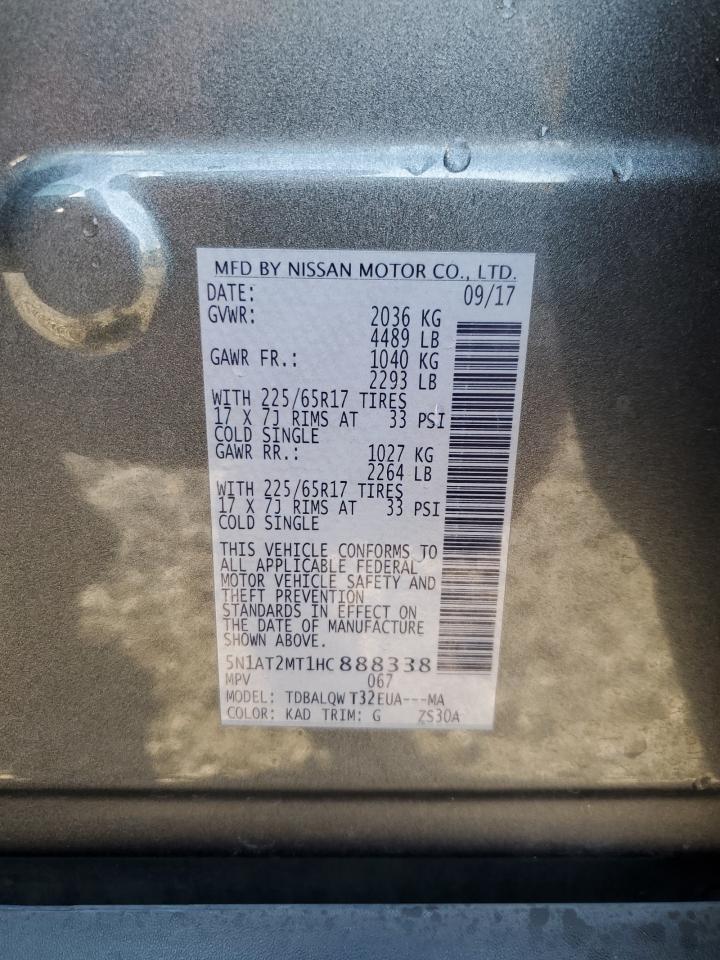 MFD BY NISSAN MOTOR CO., LTD.
DATE: 09/17
GVWR: 2036 KG
4489 LB
GAWR FR.: 1040 KG
2293 LB
WITH 225/65R17 TIRES
17 X 7J RIMS AT 33 PSI
COLD SINGLE
GAWR RR.: 1027 KG
2264 LB
WITH 225/65R17 TIRES
17 X 7J RIMS AT 33 PSI
COLD SINGLE
THIS VEHICLE CONFORMS TO
ALL APPLICABLE FEDERAL
MOTOR VEHICLE SAFETY AND
THEFT PREVENTION
STANDARDS IN EFFECT ON
THE DATE OF MANUFACTURE
SHOWN ABOVE.
5N1AT2MT1HC888338
MPV 067
MODEL: TDBALQWT32EUA---MA
COLOR: KAD TRIM: G ZS30A